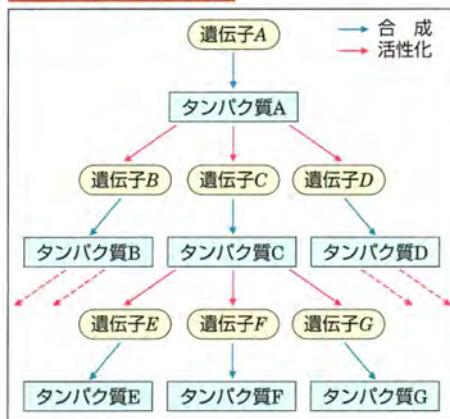 遺伝子A
合 成
活性化
タンパク質A
遺伝子B 遺伝子C 遺伝子D
タンパク質B タンパク質C タンパク質D
遺伝子E 遺伝子F 遺伝子G
タンパク質E タンパク質F タンパク質G